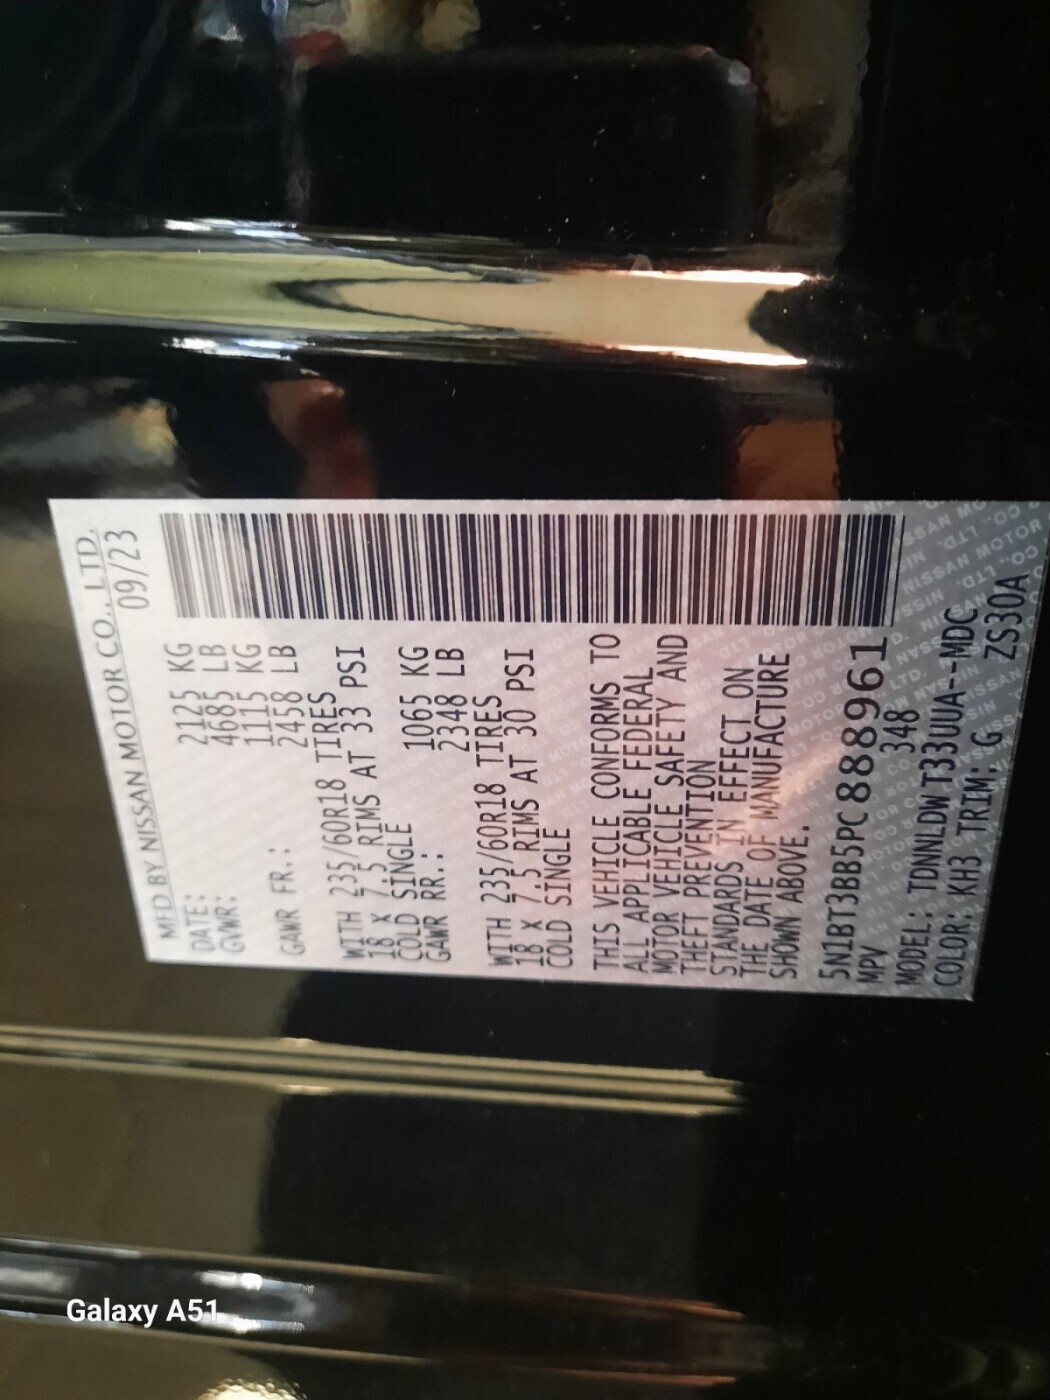 MFD BY NISSAN MOTOR CO., LTD.
DATE: 09/23
GVWR: 2125 KG
4685 LB
GAWR FR.: 1115 KG
2458 LB
WITH 235/60R18 TIRES
18 X 7.5 RIMS AT 33 PSI
COLD SINGLE
GAWR RR.: 1065 KG
2348 LB
WITH 235/60R18 TIRES
18 X 7.5 RIMS AT 30 PSI
COLD SINGLE
THIS VEHICLE CONFORMS TO
ALL APPLICABLE FEDERAL
MOTOR VEHICLE SAFETY AND
THEFT PREVENTION
STANDARDS IN EFFECT ON
THE DATE OF MANUFACTURE
SHOWN ABOVE.
5N1BT3BB5PC888961
MPV 348
MODEL: TDNNLDWT33UUA--MDC
COLOR: KH3 TRIM: G ZS30A
Galaxy A51